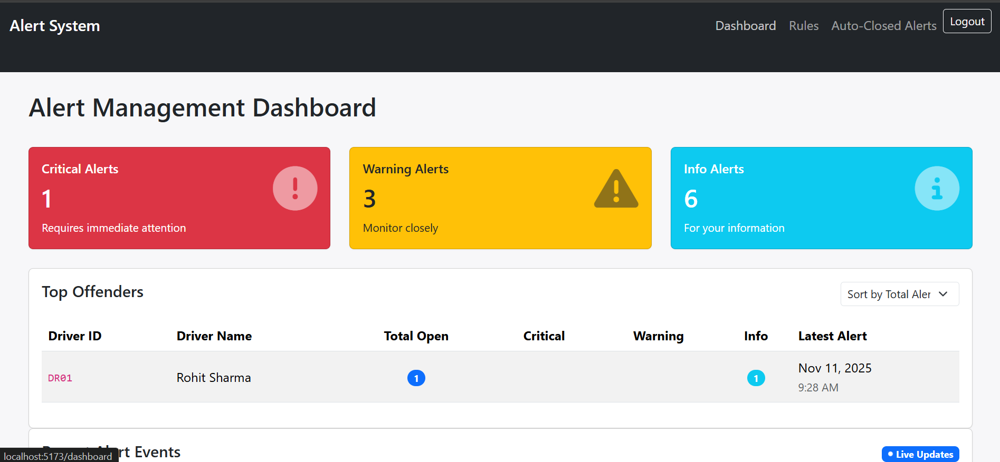 Alert System
Dashboard Rules Auto-Closed Alerts Logout
Alert Management Dashboard
Critical Alerts
1
Requires immediate attention
Warning Alerts
3
Monitor closely
Info Alerts
6
For your information
Top Offenders
Sort by Total Aler
Driver ID Driver Name Total Open Critical Warning Info Latest Alert
DR01 Rohit Sharma 1 1 Nov 11, 2025
9:28 AM
Alert Events
Live Updates
localhost:5173/dashboard